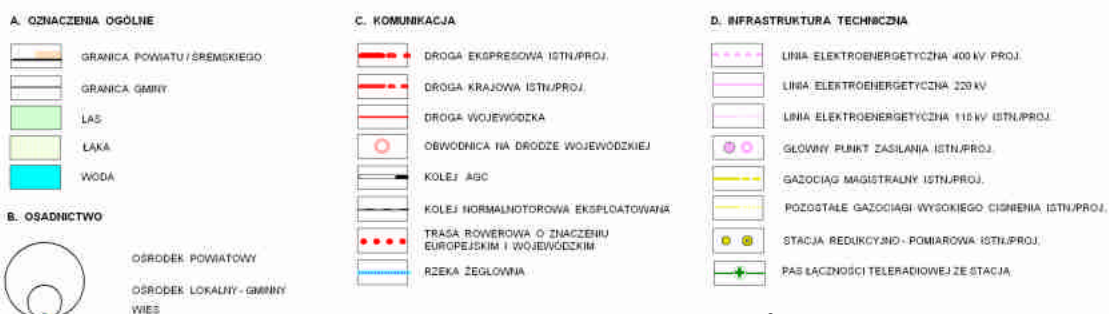 A. OZNACZENIA OGÓLNE
GRANICA POWIATU / ŚREMSKIEGO
GRANICA GMINY
LAS
ŁĄKA
WODA
B. OSADNICTWO
OŚRODEK POWIATOWY
OŚRODEK LOKALNY - GMINNY
WIEŚ
C. KOMUNIKACJA
DROGA EKSPRESOWA ISTN./PROJ.
DROGA KRAJOWA ISTN./PROJ.
DROGA WOJEWÓDZKA
OBWODNICA NA DRODZE WOJEWÓDZKIEJ
KOLEJ AGC
KOLEJ NORMALNOTOROWA EKSPLOATOWANA
TRASA ROWEROWA O ZNACZENIU
EUROPEJSKIM I WOJEWÓDZKIM
RZEKA ŻEGLOWNA
D. INFRASTRUKTURA TECHNICZNA
LINIA ELEKTROENERGETYCZNA 400 kV PROJ.
LINIA ELEKTROENERGETYCZNA 220 kV
LINIA ELEKTROENERGETYCZNA 110 kV ISTN./PROJ.
GŁÓWNY PUNKT ZASILANIA ISTN./PROJ.
GAZOCIĄG MAGISTRALNY ISTN./PROJ.
POZOSTAŁE GAZOCIĄGI WYSOKIEGO CIŚNIENIA ISTN./PROJ.
STACJA REDUKCYJNO - POMIAROWA ISTN./PROJ.
PAS ŁĄCZNOŚCI TELERADIOWEJ ZE STACJĄ